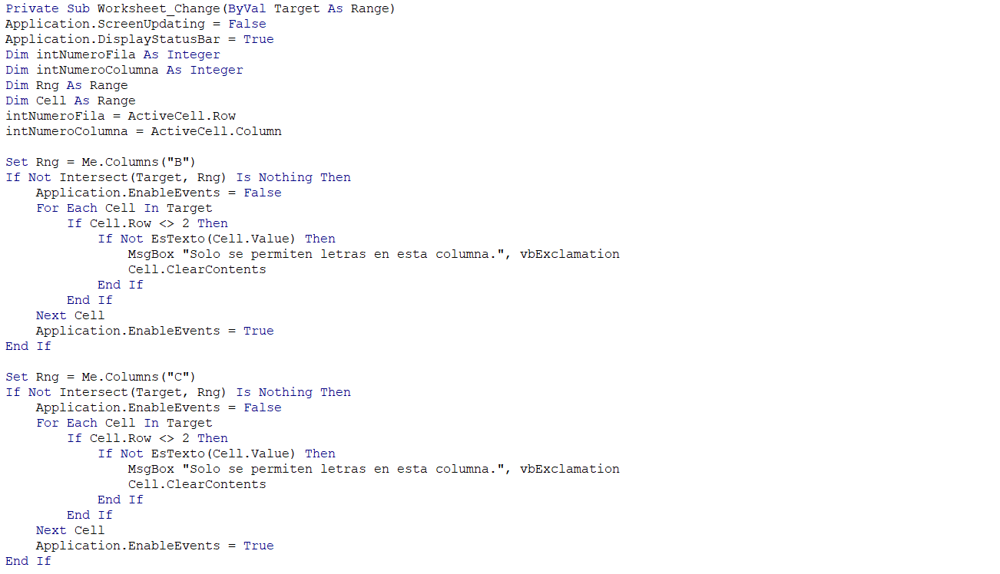 Private Sub Worksheet_Change(ByVal Target As Range)
Application.ScreenUpdating = False
Application.DisplayStatusBar = True
Dim intNumeroFila As Integer
Dim intNumeroColumna As Integer
Dim Rng As Range
Dim Cell As Range
intNumeroFila = ActiveCell.Row
intNumeroColumna = ActiveCell.Column

Set Rng = Me.Columns("B")
If Not Intersect(Target, Rng) Is Nothing Then
    Application.EnableEvents = False
    For Each Cell In Target
        If Cell.Row <> 2 Then
            If Not EsTexto(Cell.Value) Then
                MsgBox "Solo se permiten letras en esta columna.", vbExclamation
                Cell.ClearContents
            End If
        End If
    Next Cell
    Application.EnableEvents = True
End If

Set Rng = Me.Columns("C")
If Not Intersect(Target, Rng) Is Nothing Then
    Application.EnableEvents = False
    For Each Cell In Target
        If Cell.Row <> 2 Then
            If Not EsTexto(Cell.Value) Then
                MsgBox "Solo se permiten letras en esta columna.", vbExclamation
                Cell.ClearContents
            End If
        End If
    Next Cell
    Application.EnableEvents = True
End If